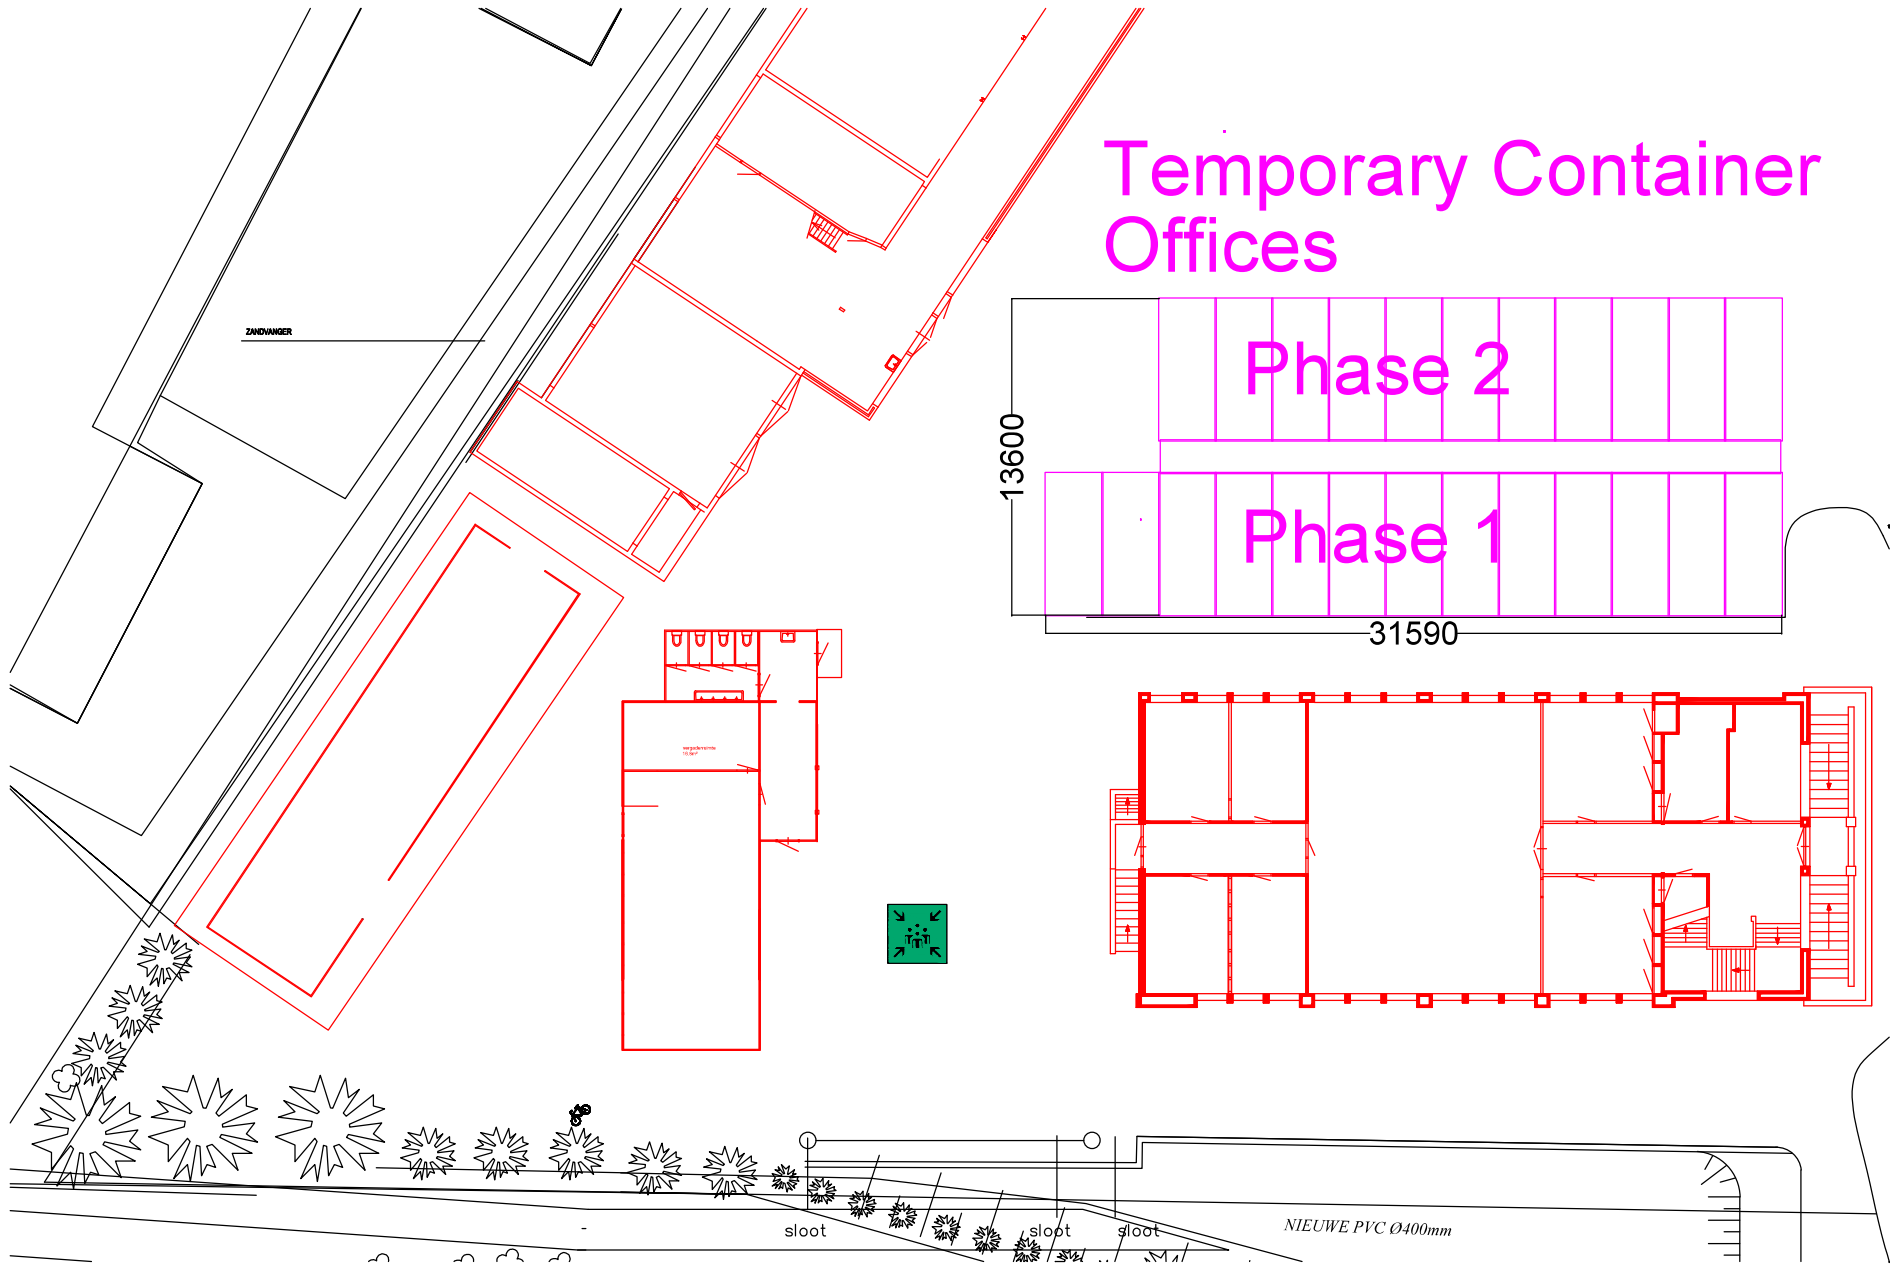 Temporary Container
Offices
ZANDVANGER
Phase 2
13600
Phase 1
31590
sloot
sloot
sloot
NIEUWE PVC Ø400mm